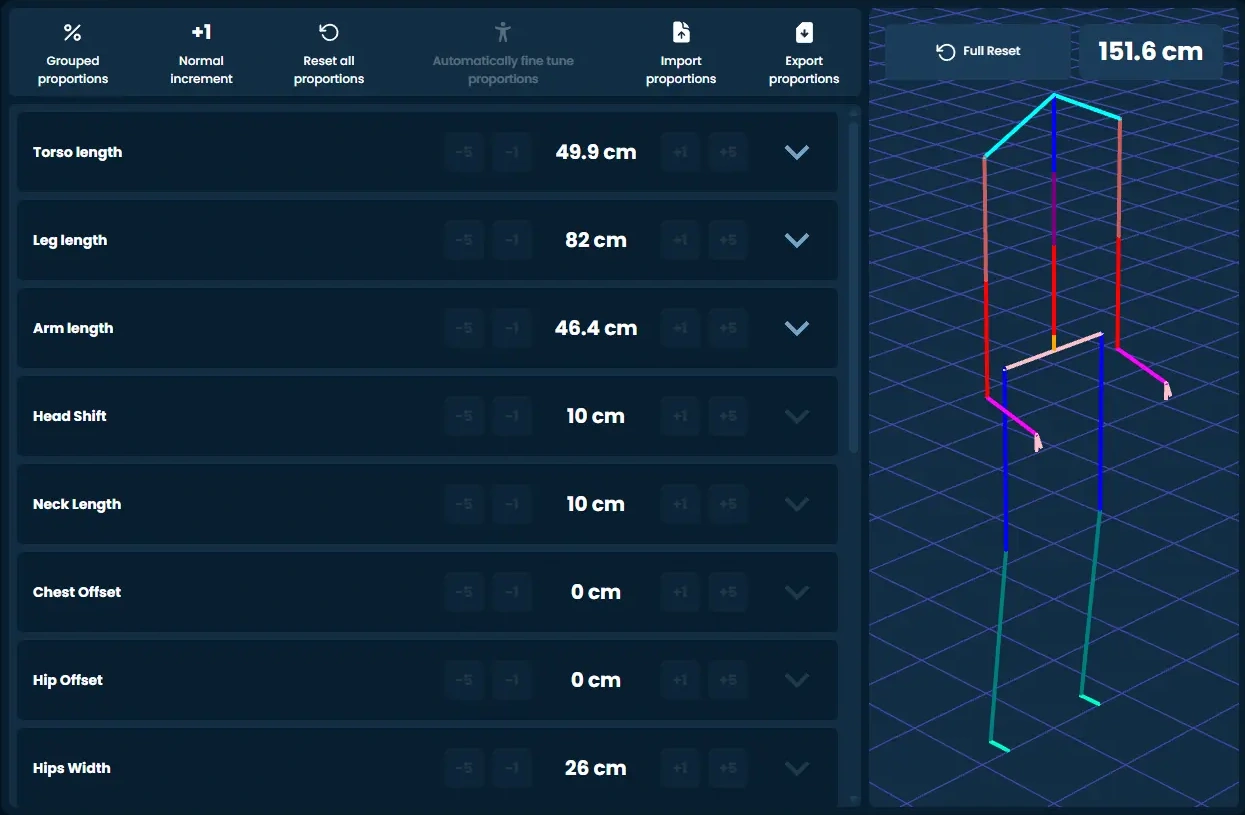 Grouped
proportions
+1
Normal
increment
Reset all
proportions
Automatically fine tune
proportions
Import
proportions
Export
proportions
Full Reset
151.6 cm
Torso length
-5 -1 49.9 cm +1 +5
Leg length
-5 -1 82 cm +1 +5
Arm length
-5 -1 46.4 cm +1 +5
Head Shift
-5 -1 10 cm +1 +5
Neck Length
-5 -1 10 cm +1 +5
Chest Offset
-5 -1 0 cm +1 +5
Hip Offset
-5 -1 0 cm +1 +5
Hips Width
-5 -1 26 cm +1 +5